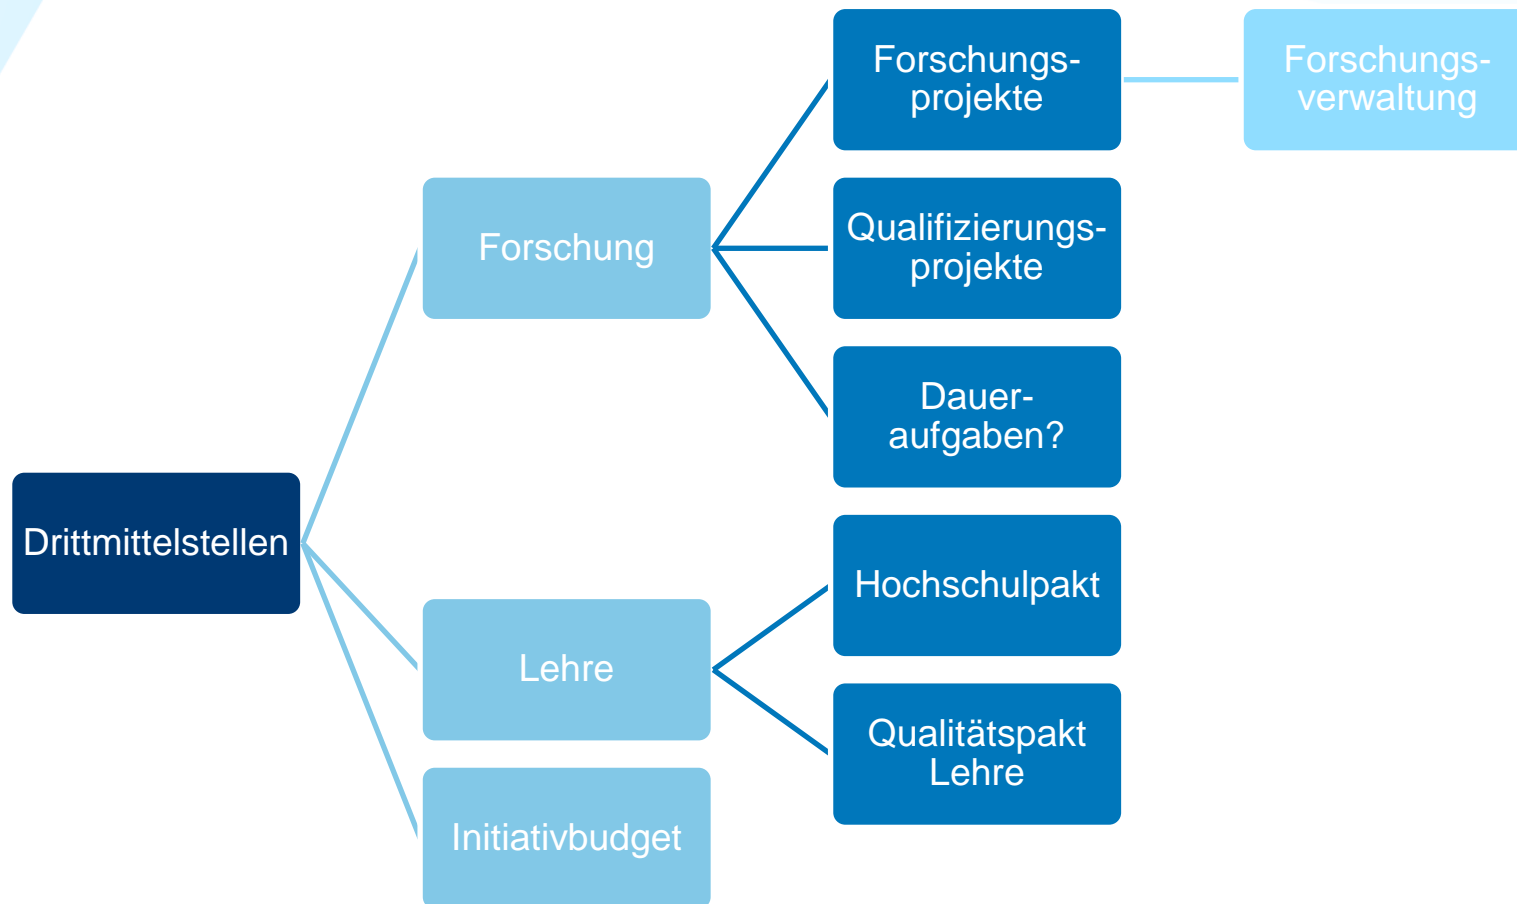 Forschungs-
projekte
Forschungs-
verwaltung
Forschung
Qualifizierungs-
projekte
Dauer-
aufgaben?
Drittmittelstellen
Hochschulpakt
Lehre
Qualitätspakt
Lehre
Initiativbudget